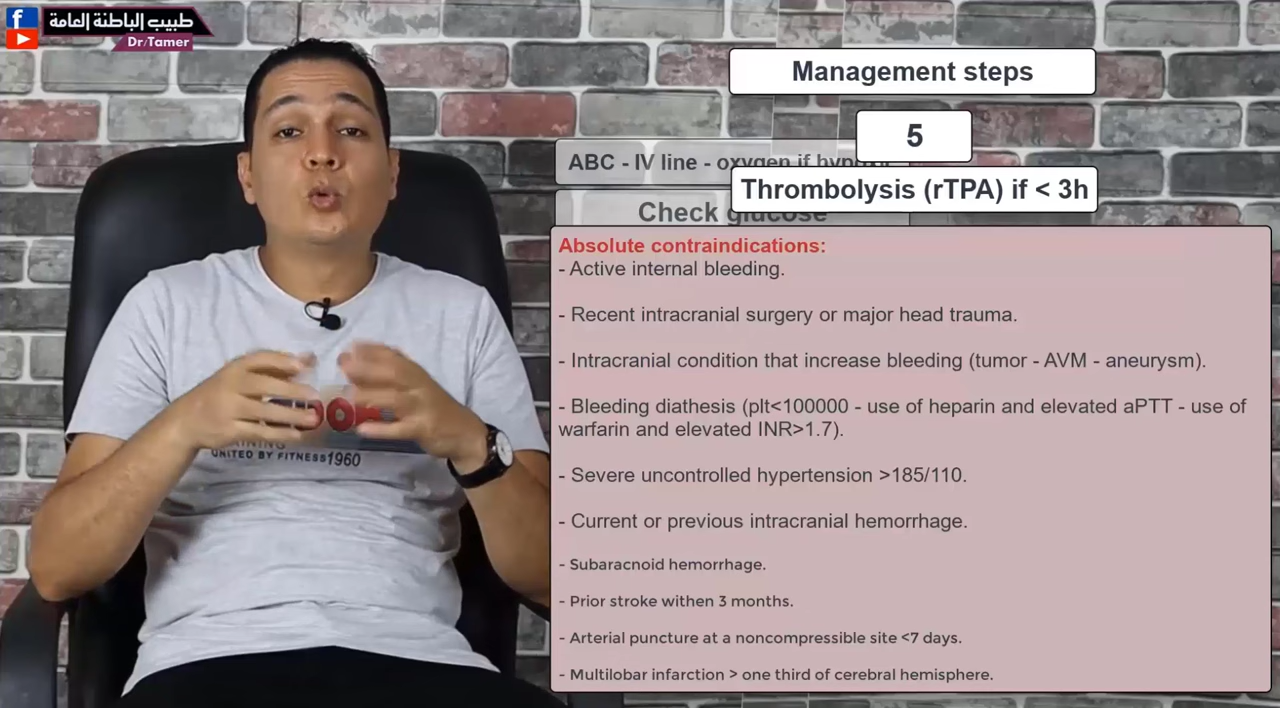 طبيب الباطنة العامة
Dr/Tamer
Management steps
5
ABC - IV line - oxygen if
Thrombolysis (rTPA) if < 3h
Check glucose
Absolute contraindications:
- Active internal bleeding.
- Recent intracranial surgery or major head trauma.
- Intracranial condition that increase bleeding (tumor - AVM - aneurysm).
- Bleeding diathesis (plt<100000 - use of heparin and elevated aPTT - use of
warfarin and elevated INR>1.7).
- Severe uncontrolled hypertension >185/110.
- Current or previous intracranial hemorrhage.
- Subaracnoid hemorrhage.
- Prior stroke withen 3 months.
- Arterial puncture at a noncompressible site <7 days.
- Multilobar infarction > one third of cerebral hemisphere.
UNITED BY FITNESS 1960